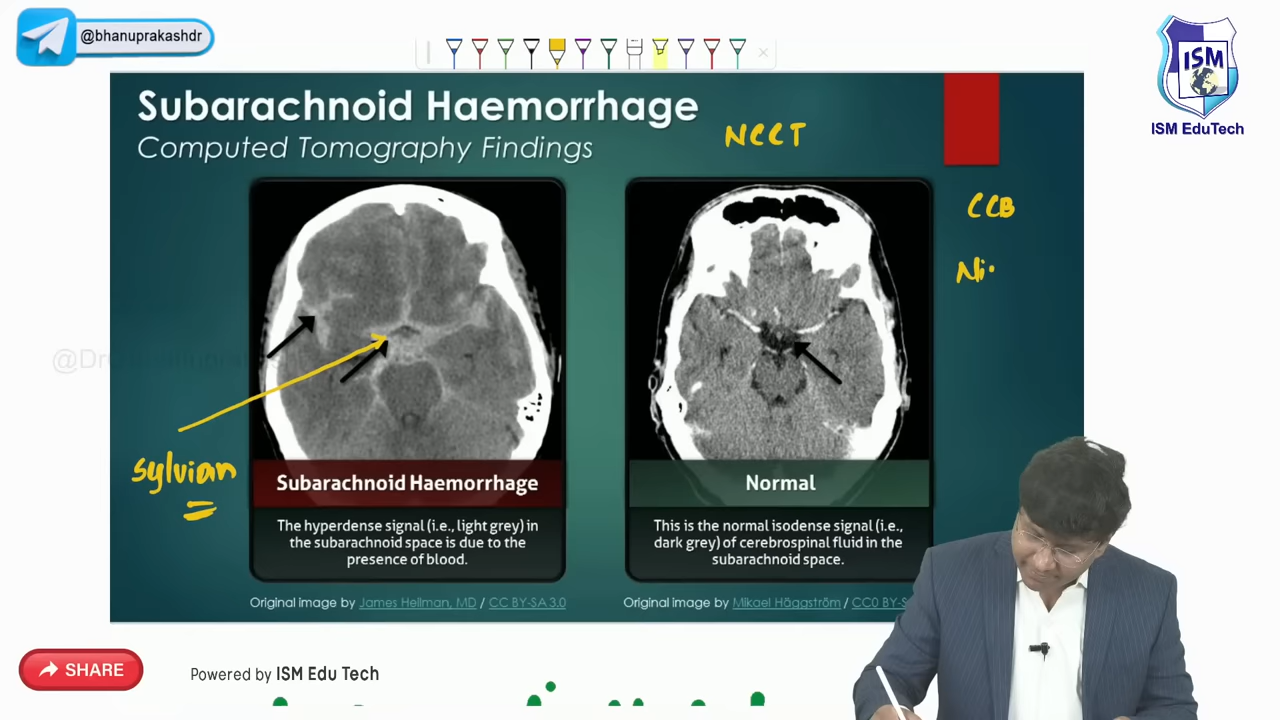 @bhanuprakashdr
ISM
ISM EduTech
Subarachnoid Haemorrhage
Computed Tomography Findings
NCCT
CCB
Ni.
Sylvian
Subarachnoid Haemorrhage
The hyperdense signal (i.e., light grey) in
the subarachnoid space is due to the
presence of blood.
Original image by James Heilman, MD / CC BY-SA 3.0
Normal
This is the normal isodense signal (i.e.,
dark grey) of cerebrospinal fluid in the
subarachnoid space.
Original image by Mikael Häggström / CC0 BY-S
SHARE
Powered by ISM Edu Tech